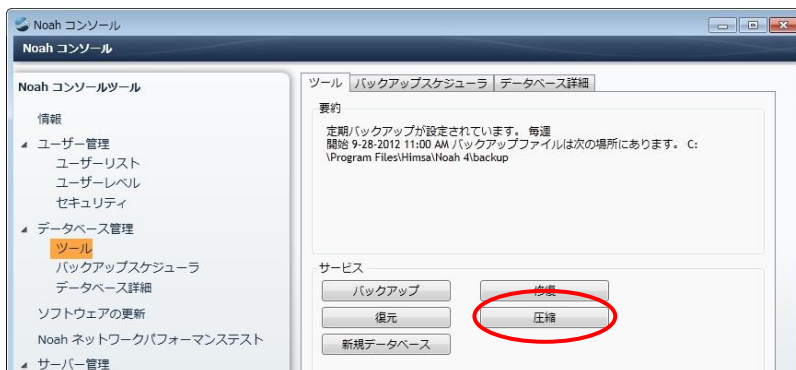 Noah コンソール
Noah コンソール
Noah コンソールツール
情報
ユーザー管理
ユーザーリスト
ユーザーレベル
セキュリティ
データベース管理
ツール
バックアップスケジューラ
データベース詳細
ソフトウェアの更新
Noah ネットワークパフォーマンステスト
サーバー管理
ツール バックアップスケジューラ データベース詳細
要約
定期バックアップが設定されています。 毎週
開始 9-28-2012 11:00 AM バックアップファイルは次の場所にあります。 C:
\Program Files\Himsa\Noah 4\backup
サービス
バックアップ 修復
復元 圧縮
新規データベース